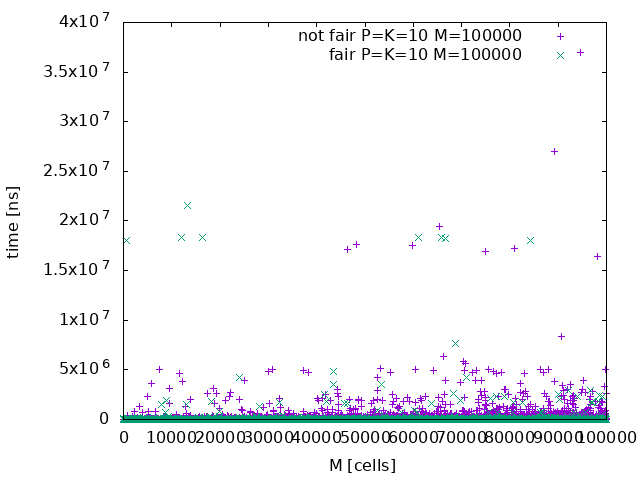 4x10^7
3.5x10^7
3x10^7
2.5x10^7
2x10^7
1.5x10^7
1x10^7
5x10^6
0
time [ns]
not fair P=K=10 M=100000
fair P=K=10 M=100000
0 10000 20000 30000 40000 50000 60000 70000 80000 90000 100000
M [cells]